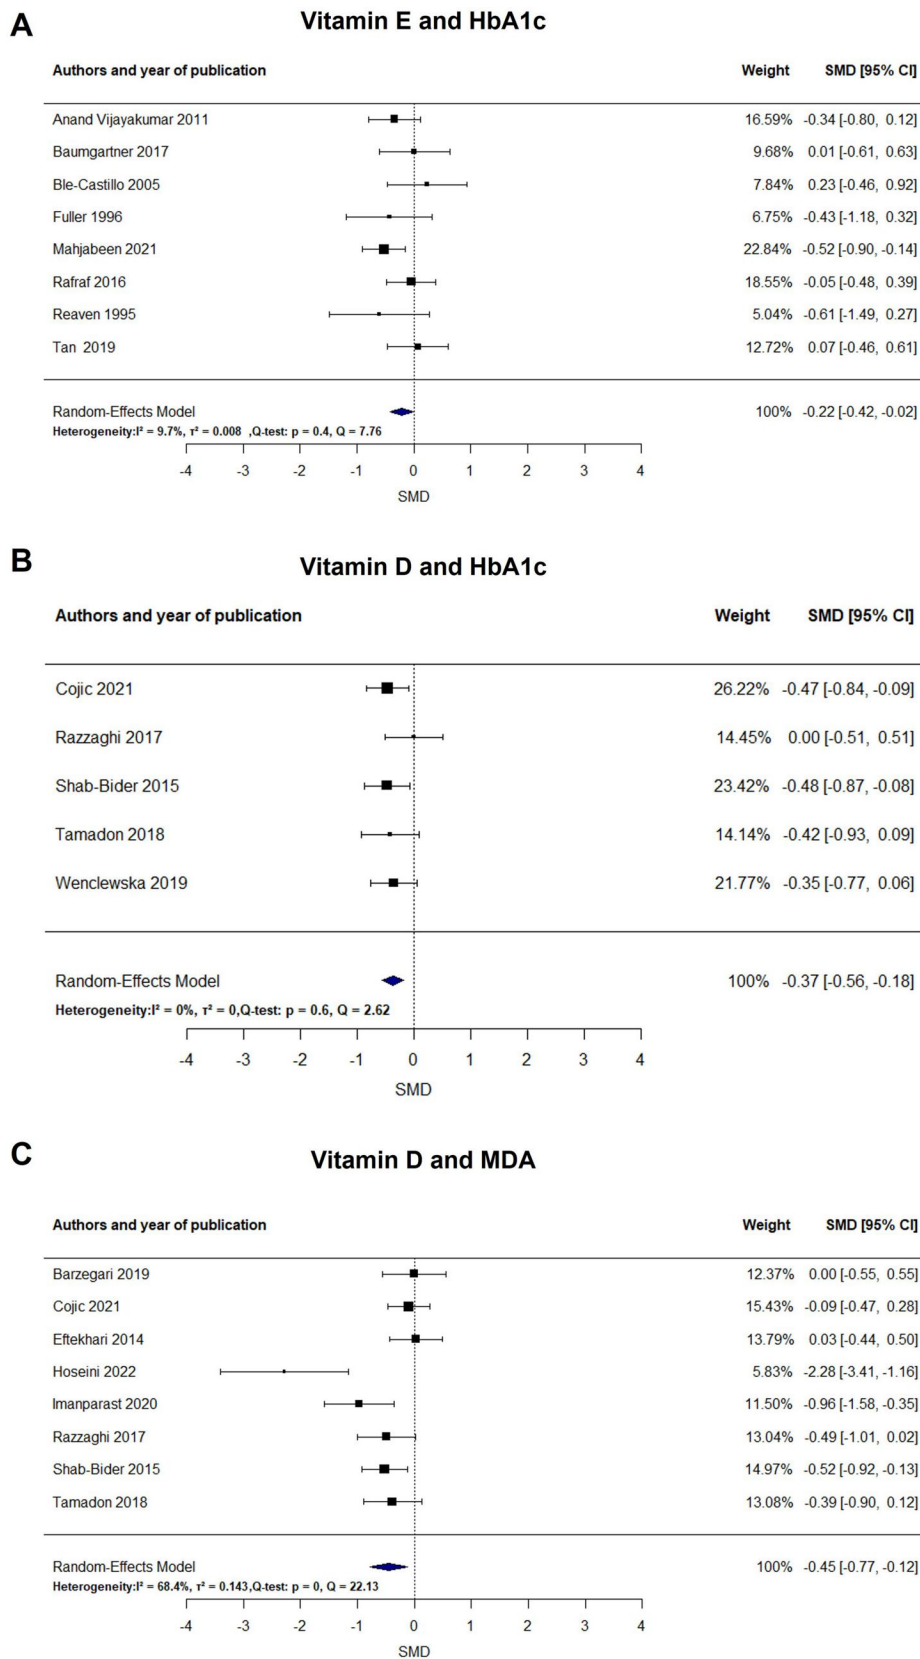 A
Vitamin E and HbA1c
Authors and year of publication Weight SMD [95% CI]
Anand Vijayakumar 2011 16.59% -0.34 [-0.80, 0.12]
Baumgartner 2017 9.68% 0.01 [-0.61, 0.63]
Ble-Castillo 2005 7.84% 0.23 [-0.46, 0.92]
Fuller 1996 6.75% -0.43 [-1.18, 0.32]
Mahjabeen 2021 22.84% -0.52 [-0.90, -0.14]
Rafraf 2016 18.55% -0.05 [-0.48, 0.39]
Reaven 1995 5.04% -0.61 [-1.49, 0.27]
Tan 2019 12.72% 0.07 [-0.46, 0.61]
Random-Effects Model 100% -0.22 [-0.42, -0.02]
Heterogeneity:I² = 9.7%, τ² = 0.008 ,Q-test: p = 0.4, Q = 7.76
-4 -3 -2 -1 0 1 2 3 4
SMD
B
Vitamin D and HbA1c
Authors and year of publication Weight SMD [95% CI]
Cojic 2021 26.22% -0.47 [-0.84, -0.09]
Razzaghi 2017 14.45% 0.00 [-0.51, 0.51]
Shab-Bider 2015 23.42% -0.48 [-0.87, -0.08]
Tamadon 2018 14.14% -0.42 [-0.93, 0.09]
Wenclewska 2019 21.77% -0.35 [-0.77, 0.06]
Random-Effects Model 100% -0.37 [-0.56, -0.18]
Heterogeneity:I² = 0%, τ² = 0,Q-test: p = 0.6, Q = 2.62
-4 -3 -2 -1 0 1 2 3 4
SMD
C
Vitamin D and MDA
Authors and year of publication Weight SMD [95% CI]
Barzegari 2019 12.37% 0.00 [-0.55, 0.55]
Cojic 2021 15.43% -0.09 [-0.47, 0.28]
Eftekhari 2014 13.79% 0.03 [-0.44, 0.50]
Hoseini 2022 5.83% -2.28 [-3.41, -1.16]
Imanparast 2020 11.50% -0.96 [-1.58, -0.35]
Razzaghi 2017 13.04% -0.49 [-1.01, 0.02]
Shab-Bider 2015 14.97% -0.52 [-0.92, -0.13]
Tamadon 2018 13.08% -0.39 [-0.90, 0.12]
Random-Effects Model 100% -0.45 [-0.77, -0.12]
Heterogeneity:I² = 68.4%, τ² = 0.143,Q-test: p = 0, Q = 22.13
-4 -3 -2 -1 0 1 2 3 4
SMD